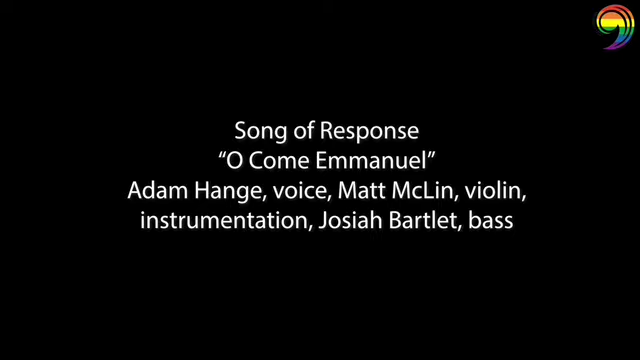 Song of Response
“O Come Emmanuel”
Adam Hange, voice, Matt McLin, violin,
instrumentation, Josiah Bartlet, bass